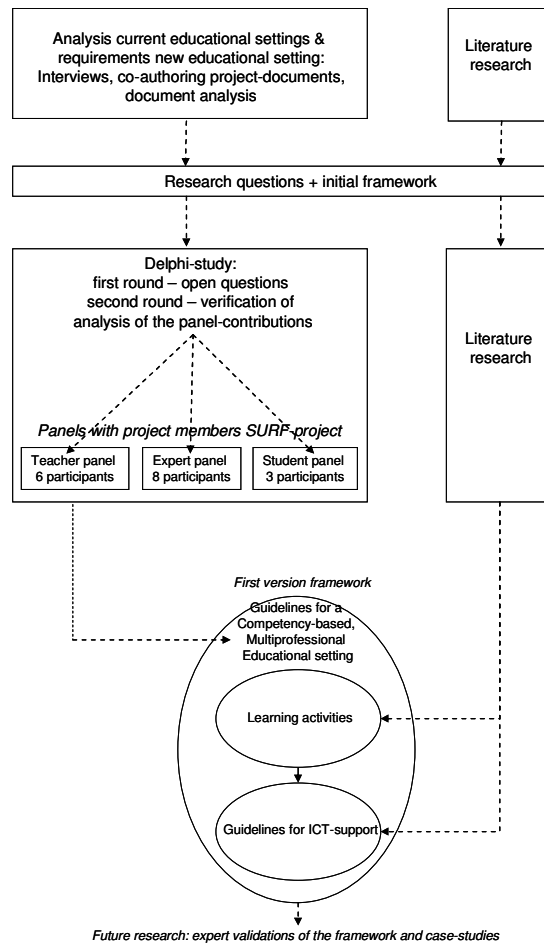 Analysis current educational settings &
requirements new educational setting:
Interviews, co-authoring project-documents,
document analysis
Literature
research
Research questions + initial framework
Delphi-study:
first round – open questions
second round – verification of
analysis of the panel-contributions
Panels with project members SURF-project
Teacher panel
6 participants
Expert panel
8 participants
Student panel
3 participants
Literature
research
First version framework
Guidelines for a
Competency-based,
Multiprofessional
Educational setting
Learning activities
Guidelines for ICT-support
Future research: expert validations of the framework and case-studies